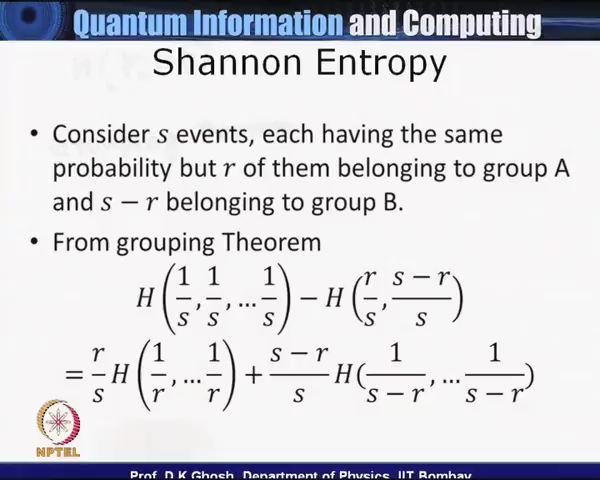 Quantum Information and Computing
Shannon Entropy
• Consider s events, each having the same
probability but r of them belonging to group A
and s − r belonging to group B.
• From grouping Theorem
H(1/s, 1/s, ... 1/s) − H(r/s, (s − r)/s)
= r/s H(1/r, ... 1/r) + (s − r)/s H(1/(s − r), ... 1/(s − r))
NPTEL
Prof. D.K Ghosh, Department of Physics, IIT Bombay